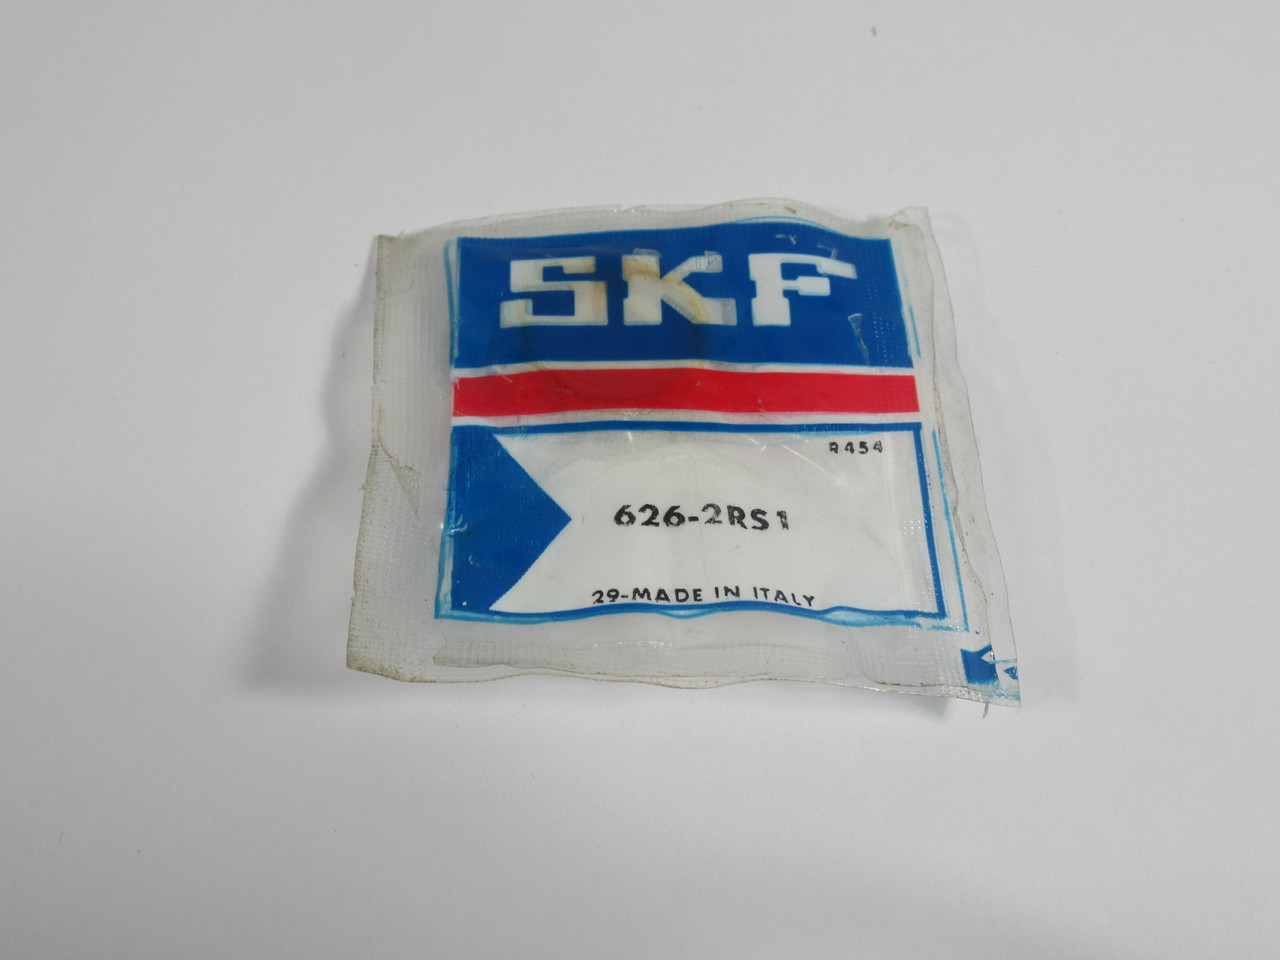 SKF
R454
626-2RS1
29-MADE IN ITALY